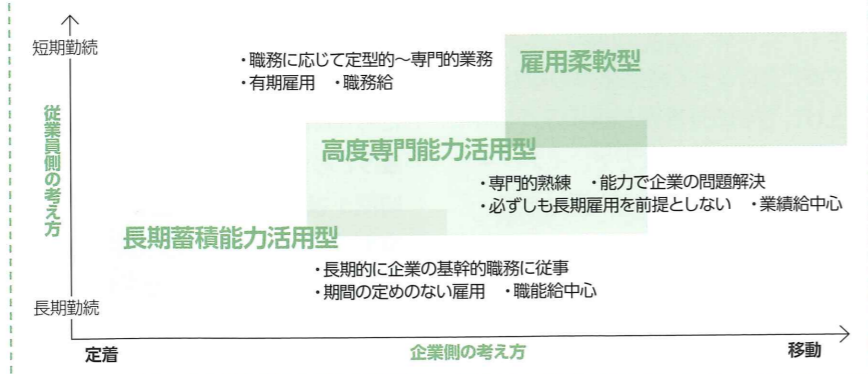 短期勤続
従業員側の考え方
長期勤続
・職務に応じて定型的～専門的業務
・有期雇用　・職務給
雇用柔軟型
高度専門能力活用型
・専門的熟練　・能力で企業の問題解決
・必ずしも長期雇用を前提としない　・業績給中心
長期蓄積能力活用型
・長期的に企業の基幹的職務に従事
・期間の定めのない雇用　・職能給中心
定着
企業側の考え方
移動